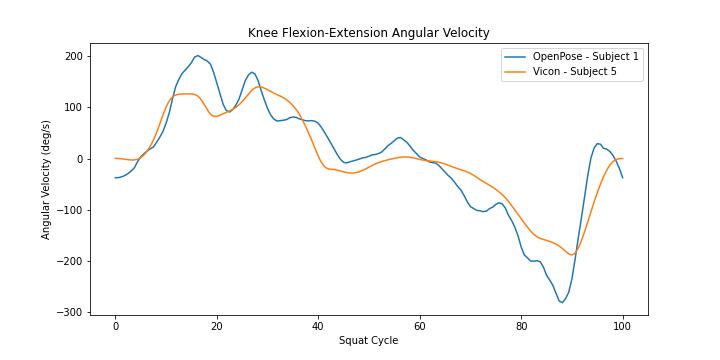 Knee Flexion-Extension Angular Velocity
OpenPose - Subject 1
Vicon - Subject 5
Angular Velocity (deg/s)
200
100
0
−100
−200
−300
0 20 40 60 80 100
Squat Cycle